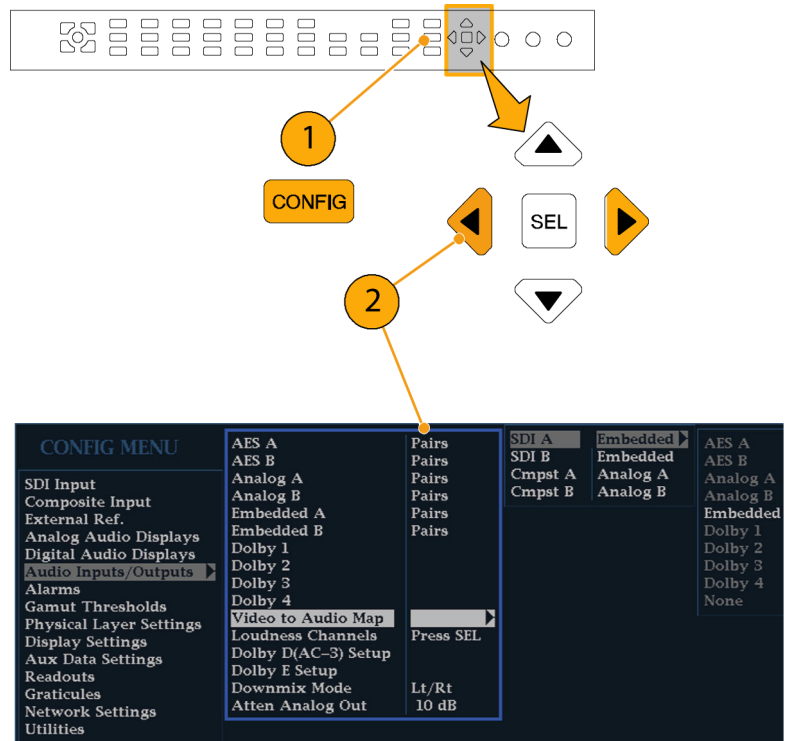 1
CONFIG
SEL
2
CONFIG MENU
SDI Input
Composite Input
External Ref.
Analog Audio Displays
Digital Audio Displays
Audio Inputs/Outputs
Alarms
Gamut Thresholds
Physical Layer Settings
Display Settings
Aux Data Settings
Readouts
Graticules
Network Settings
Utilities
AES A Pairs
AES B Pairs
Analog A Pairs
Analog B Pairs
Embedded A Pairs
Embedded B Pairs
Dolby 1
Dolby 2
Dolby 3
Dolby 4
Video to Audio Map
Loudness Channels Press SEL
Dolby D(AC–3) Setup
Dolby E Setup
Downmix Mode Lt/Rt
Atten Analog Out 10 dB
SDI A Embedded
SDI B Embedded
Cmpst A Analog A
Cmpst B Analog B
AES A
AES B
Analog A
Analog B
Embedded
Dolby 1
Dolby 2
Dolby 3
Dolby 4
None